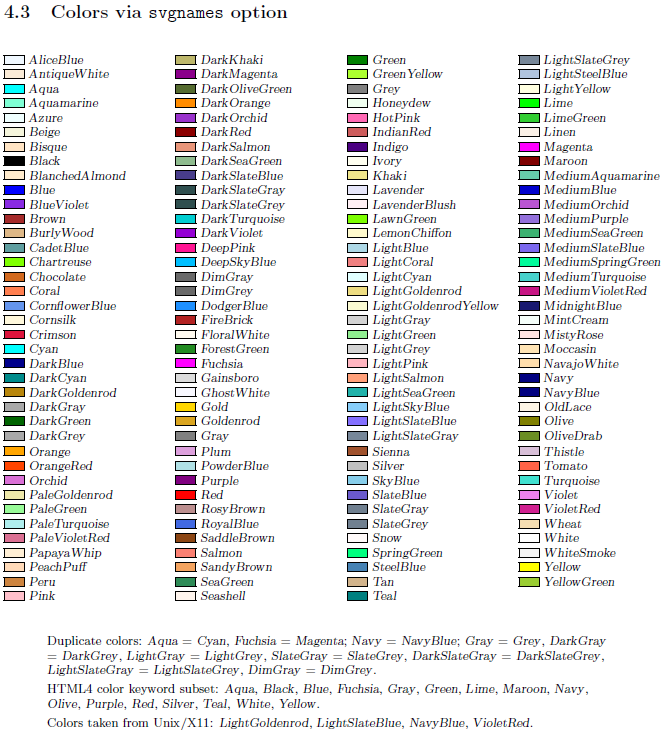 4.3 Colors via svgnames option
AliceBlue
AntiqueWhite
Aqua
Aquamarine
Azure
Beige
Bisque
Black
BlanchedAlmond
Blue
BlueViolet
Brown
BurlyWood
CadetBlue
Chartreuse
Chocolate
Coral
CornflowerBlue
Cornsilk
Crimson
Cyan
DarkBlue
DarkCyan
DarkGoldenrod
DarkGray
DarkGreen
DarkGrey
Orange
OrangeRed
Orchid
PaleGoldenrod
PaleGreen
PaleTurquoise
PaleVioletRed
PapayaWhip
PeachPuff
Peru
Pink
DarkKhaki
DarkMagenta
DarkOliveGreen
DarkOrange
DarkOrchid
DarkRed
DarkSalmon
DarkSeaGreen
DarkSlateBlue
DarkSlateGray
DarkSlateGrey
DarkTurquoise
DarkViolet
DeepPink
DeepSkyBlue
DimGray
DimGrey
DodgerBlue
FireBrick
FloralWhite
ForestGreen
Fuchsia
Gainsboro
GhostWhite
Gold
Goldenrod
Gray
Plum
PowderBlue
Purple
Red
RosyBrown
RoyalBlue
SaddleBrown
Salmon
SandyBrown
SeaGreen
Seashell
Green
GreenYellow
Grey
Honeydew
HotPink
IndianRed
Indigo
Ivory
Khaki
Lavender
LavenderBlush
LawnGreen
LemonChiffon
LightBlue
LightCoral
LightCyan
LightGoldenrod
LightGoldenrodYellow
LightGray
LightGreen
LightGrey
LightPink
LightSalmon
LightSeaGreen
LightSkyBlue
LightSlateBlue
LightSlateGray
Sienna
Silver
SkyBlue
SlateBlue
SlateGray
SlateGrey
Snow
SpringGreen
SteelBlue
Tan
Teal
LightSlateGrey
LightSteelBlue
LightYellow
Lime
LimeGreen
Linen
Magenta
Maroon
MediumAquamarine
MediumBlue
MediumOrchid
MediumPurple
MediumSeaGreen
MediumSlateBlue
MediumSpringGreen
MediumTurquoise
MediumVioletRed
MidnightBlue
MintCream
MistyRose
Moccasin
NavajoWhite
Navy
NavyBlue
OldLace
Olive
OliveDrab
Thistle
Tomato
Turquoise
Violet
VioletRed
Wheat
White
WhiteSmoke
Yellow
YellowGreen
Duplicate colors: Aqua = Cyan, Fuchsia = Magenta; Navy = NavyBlue; Gray = Grey, DarkGray
= DarkGrey, LightGray = LightGrey, SlateGray = SlateGrey, DarkSlateGray = DarkSlateGrey,
LightSlateGray = LightSlateGrey, DimGray = DimGrey.
HTML4 color keyword subset: Aqua, Black, Blue, Fuchsia, Gray, Green, Lime, Maroon, Navy,
Olive, Purple, Red, Silver, Teal, White, Yellow.
Colors taken from Unix/X11: LightGoldenrod, LightSlateBlue, NavyBlue, VioletRed.